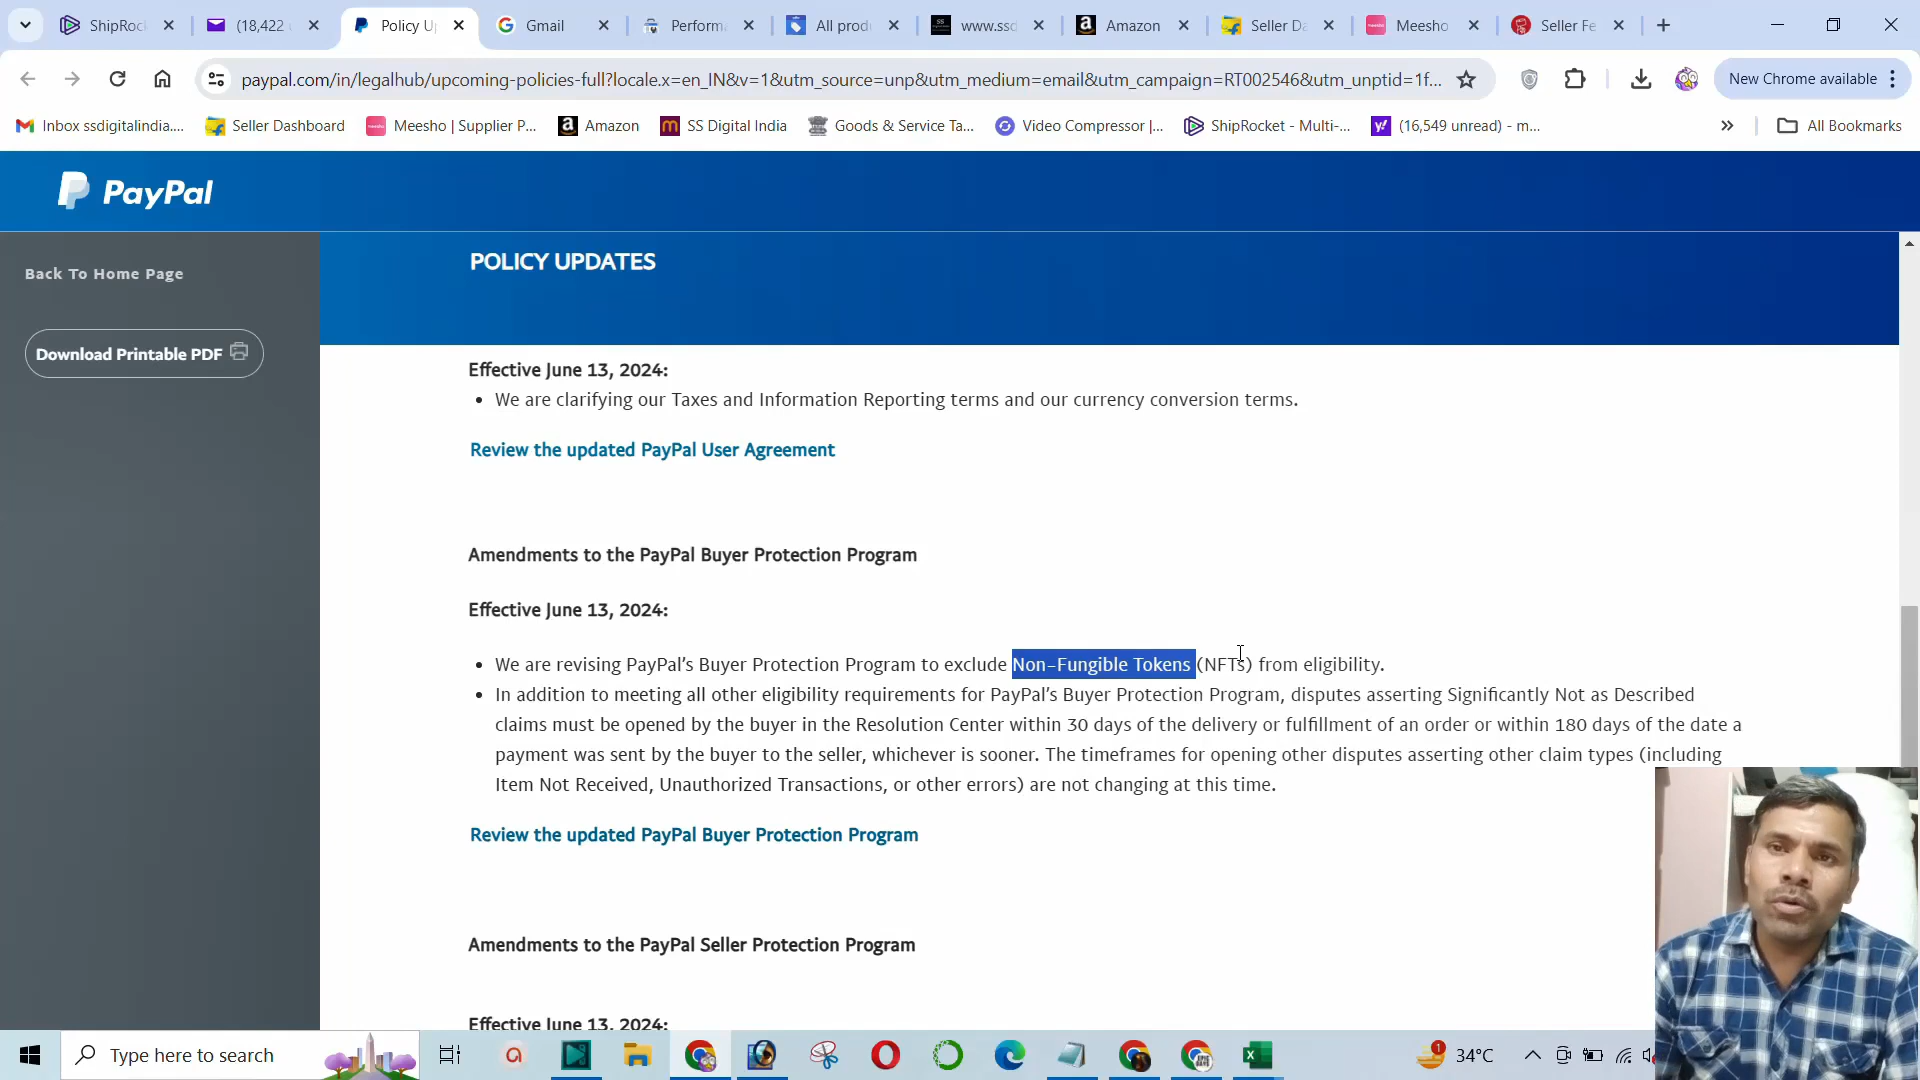 ShipRock
(18,422 u
Policy Up
Gmail
Performa
All prod
www.ssd
Amazon
Seller Da
Meesho
Seller Fe
paypal.com/in/legalhub/upcoming-policies-full?locale.x=en_IN&v=1&utm_source=unp&utm_medium=email&utm_campaign=RT002546&utm_unptid=1f...
New Chrome available
Inbox ssdigitalindia....
Seller Dashboard
Meesho | Supplier P...
Amazon
SS Digital India
Goods & Service Ta...
Video Compressor |...
ShipRocket - Multi-...
(16,549 unread) - m...
All Bookmarks
PayPal
Back To Home Page
Download Printable PDF
POLICY UPDATES
Effective June 13, 2024:
• We are clarifying our Taxes and Information Reporting terms and our currency conversion terms.
Review the updated PayPal User Agreement
Amendments to the PayPal Buyer Protection Program
Effective June 13, 2024:
• We are revising PayPal's Buyer Protection Program to exclude Non-Fungible Tokens (NFTs) from eligibility.
• In addition to meeting all other eligibility requirements for PayPal's Buyer Protection Program, disputes asserting Significantly Not as Described
claims must be opened by the buyer in the Resolution Center within 30 days of the delivery or fulfillment of an order or within 180 days of the date a
payment was sent by the buyer to the seller, whichever is sooner. The timeframes for opening other disputes asserting other claim types (including
Item Not Received, Unauthorized Transactions, or other errors) are not changing at this time.
Review the updated PayPal Buyer Protection Program
Amendments to the PayPal Seller Protection Program
Effective June 13, 2024:
Type here to search
1
34°C